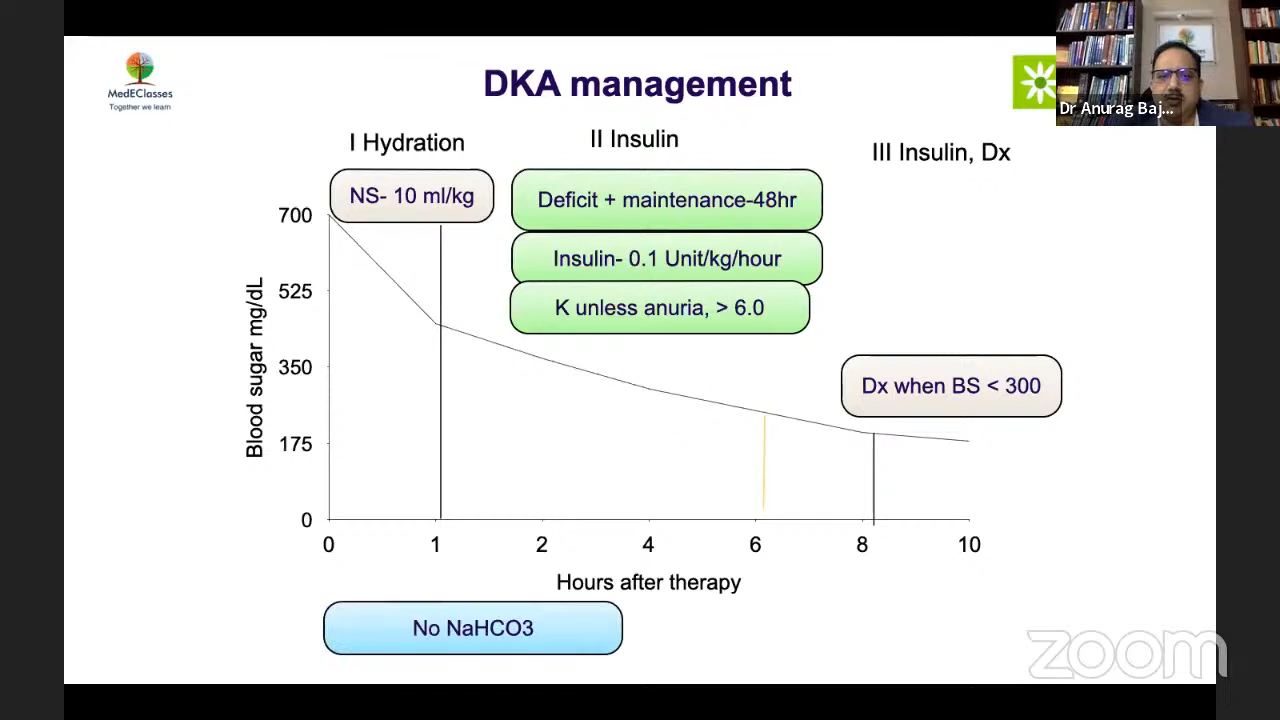 MedEClasses
Together we learn
DKA management
Dr Anurag Baj...
I Hydration
II Insulin
III Insulin, Dx
NS- 10 ml/kg
Deficit + maintenance-48hr
Insulin- 0.1 Unit/kg/hour
K unless anuria, > 6.0
Dx when BS < 300
Blood sugar mg/dL
700
525
350
175
0
0 1 2 4 6 8 10
Hours after therapy
No NaHCO3
zoom